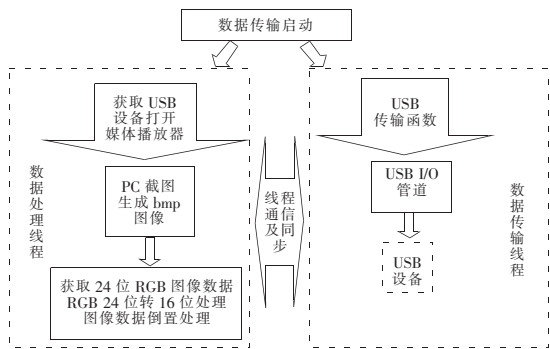 数据传输启动
获取 USB
设备打开
媒体播放器
数据处理线程
PC 截图
生成 bmp
图像
获取 24 位 RGB 图像数据
RGB 24 位转 16 位处理
图像数据倒置处理
线程
通信
及同
步
USB
传输函数
USB I/O
管道
USB
设备
数据传输线程